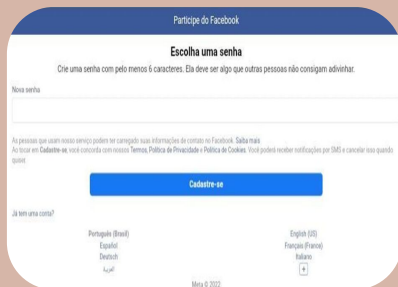 Participe do Facebook
Escolha uma senha
Crie uma senha com pelo menos 6 caracteres. Ela deve ser algo que outras pessoas não consigam adivinhar.
Nova senha
As pessoas que usam nosso serviço podem ter carregado suas informações de contato no Facebook. Saiba mais
Ao tocar em Cadastre-se, você concorda com nossos Termos, Política de Privacidade e Política de Cookies. Você poderá receber notificações por SMS e cancelar isso quando
quiser.
Cadastre-se
Já tem uma conta?
Português (Brasil) English (US)
Español Français (France)
Deutsch Italiano
العربية +
Meta © 2022